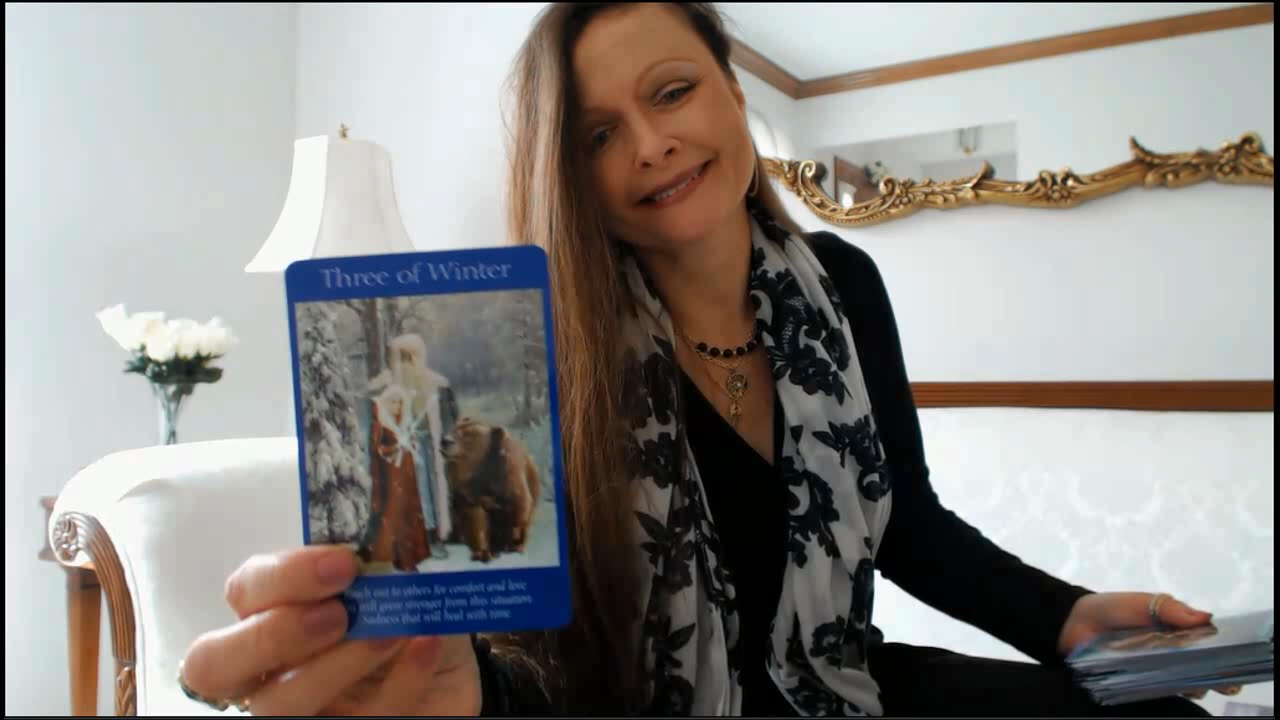 Three of Winter
out to others for comfort and love
will grow stronger from this situation
Sadness that will heal with time